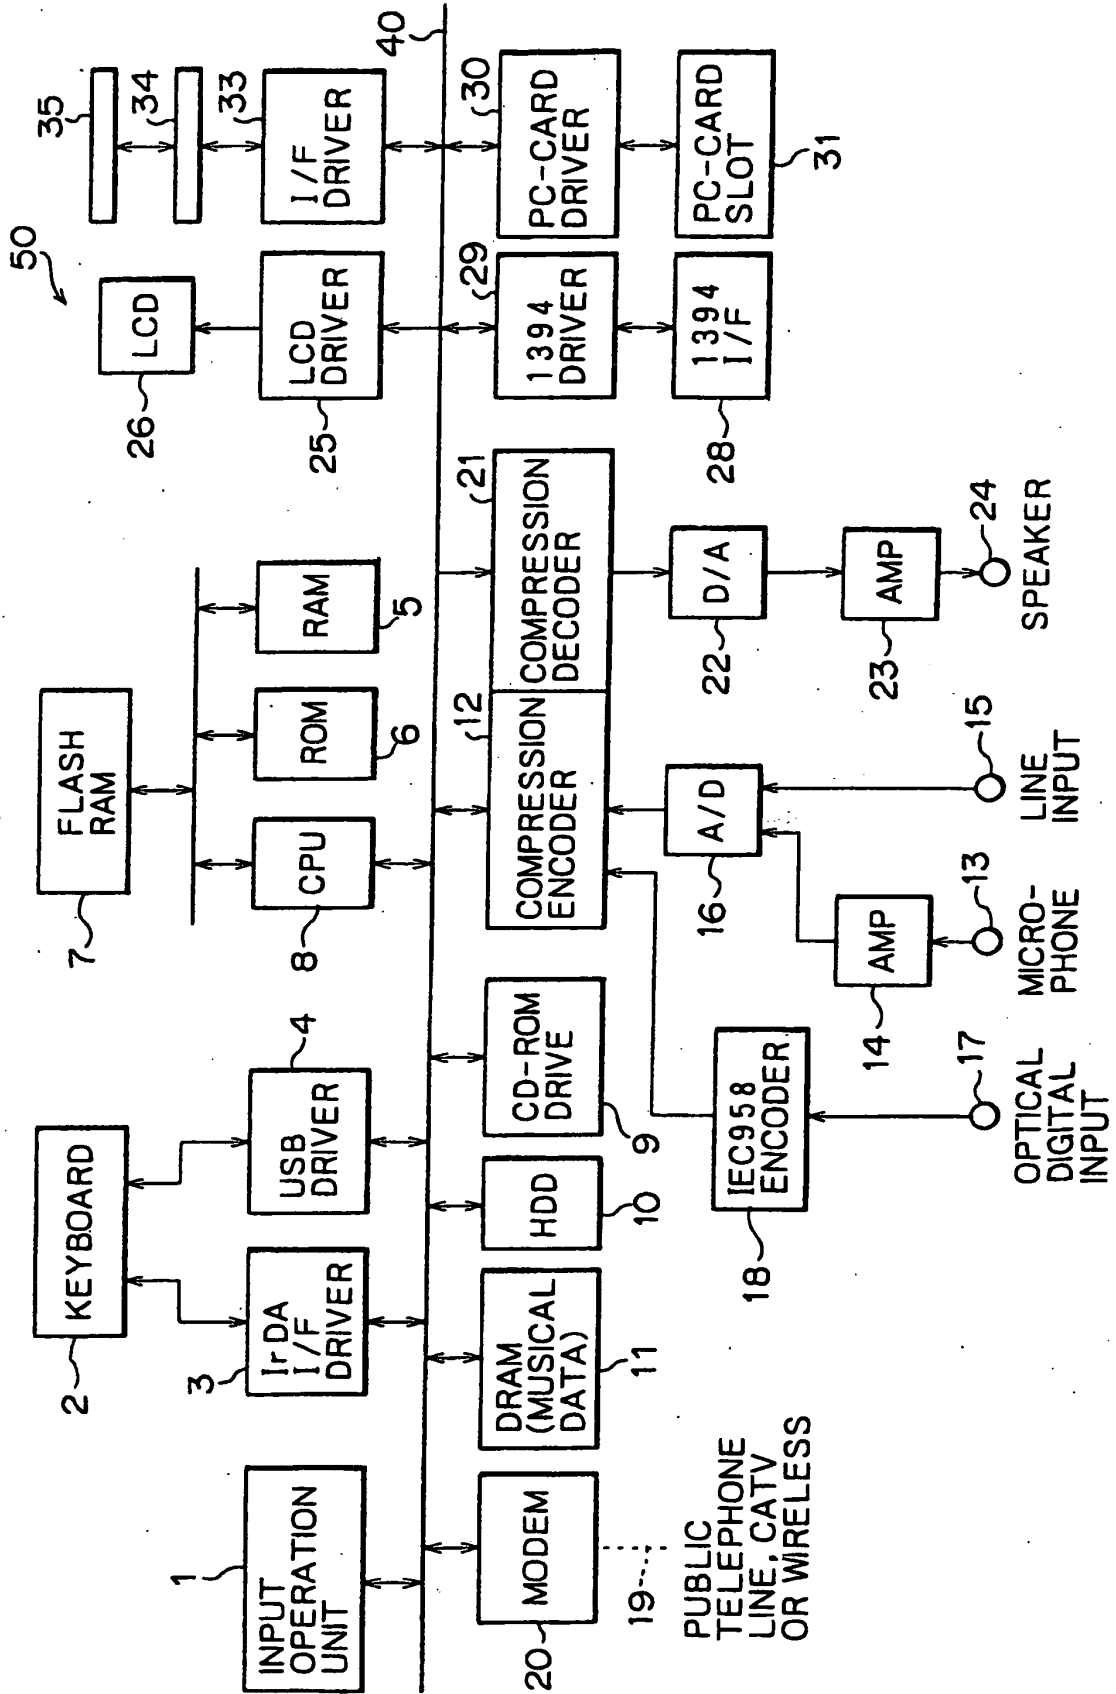 50
INPUT
OPERATION
UNIT
1
KEYBOARD
2
IrDA
I/F
DRIVER
3
USB
DRIVER
4
FLASH
RAM
7
CPU
8
ROM
6
RAM
5
LCD
26
LCD
DRIVER
25
35
34
33
I/F
DRIVER
40
MODEM
20
19
PUBLIC
TELEPHONE
LINE, CATV
OR WIRELESS
DRAM
(MUSICAL
DATA)
11
HDD
10
CD-ROM
DRIVE
9
12
COMPRESSION
ENCODER
21
COMPRESSION
DECODER
29
1394
DRIVER
30
PC-CARD
DRIVER
IEC958
ENCODER
18
17
OPTICAL
DIGITAL
INPUT
A/D
16
AMP
14
13
MICRO-
PHONE
15
LINE
INPUT
D/A
22
AMP
23
24
SPEAKER
1394
I/F
28
PC-CARD
SLOT
31